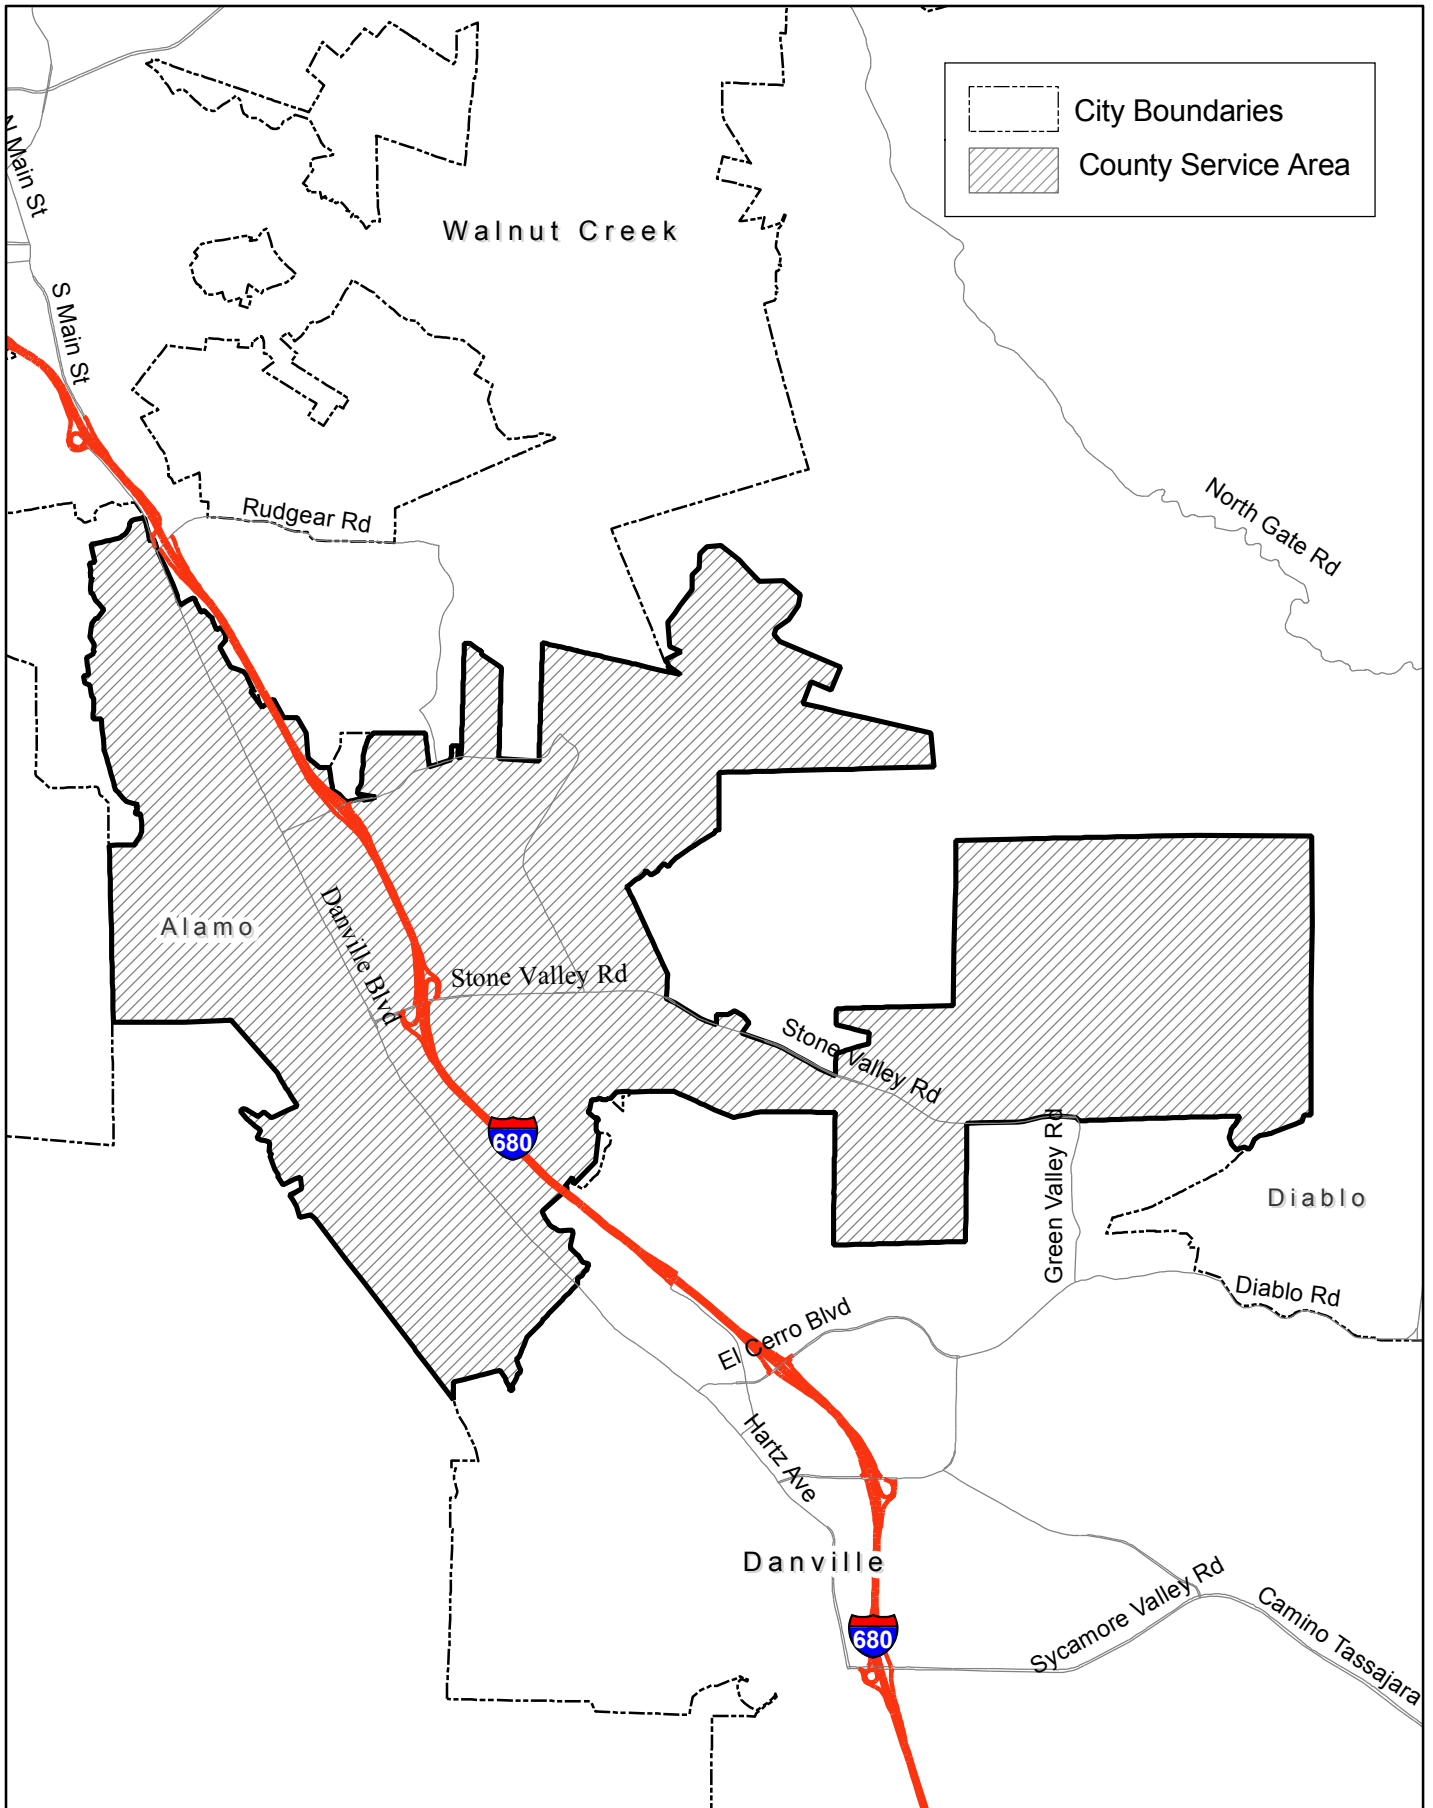 City Boundaries
County Service Area
N Main St
Walnut Creek
S Main St
Rudgear Rd
North Gate Rd
Alamo
Danville Blvd
Stone Valley Rd
Stone Valley Rd
680
Green Valley Rd
Diablo
Diablo Rd
El Cerro Blvd
Hartz Ave
Danville
680
Sycamore Valley Rd
Camino Tassajara